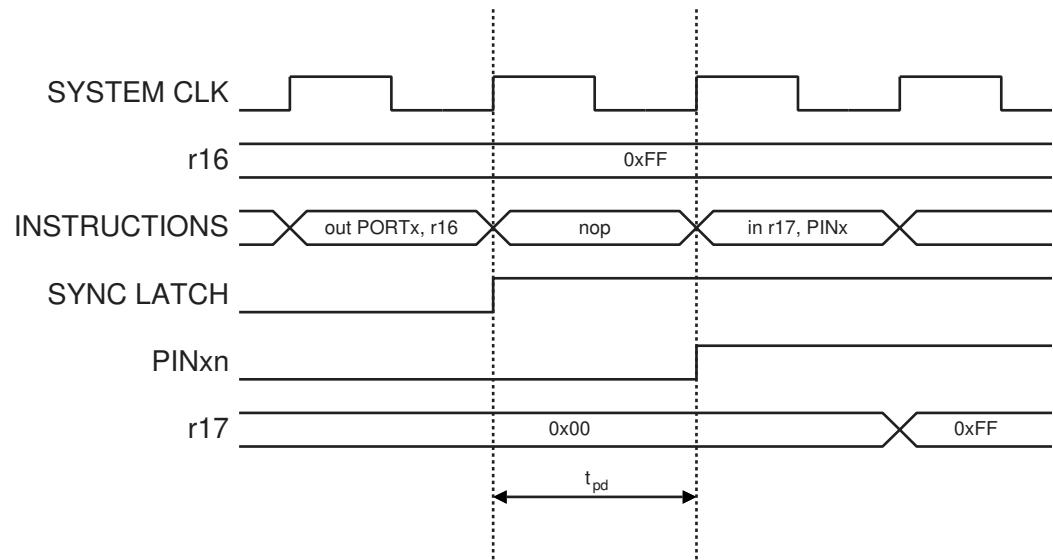 SYSTEM CLK
r16 0xFF
INSTRUCTIONS out PORTx, r16 nop in r17, PINx
SYNC LATCH
PINxn
r17 0x00 0xFF
tpd